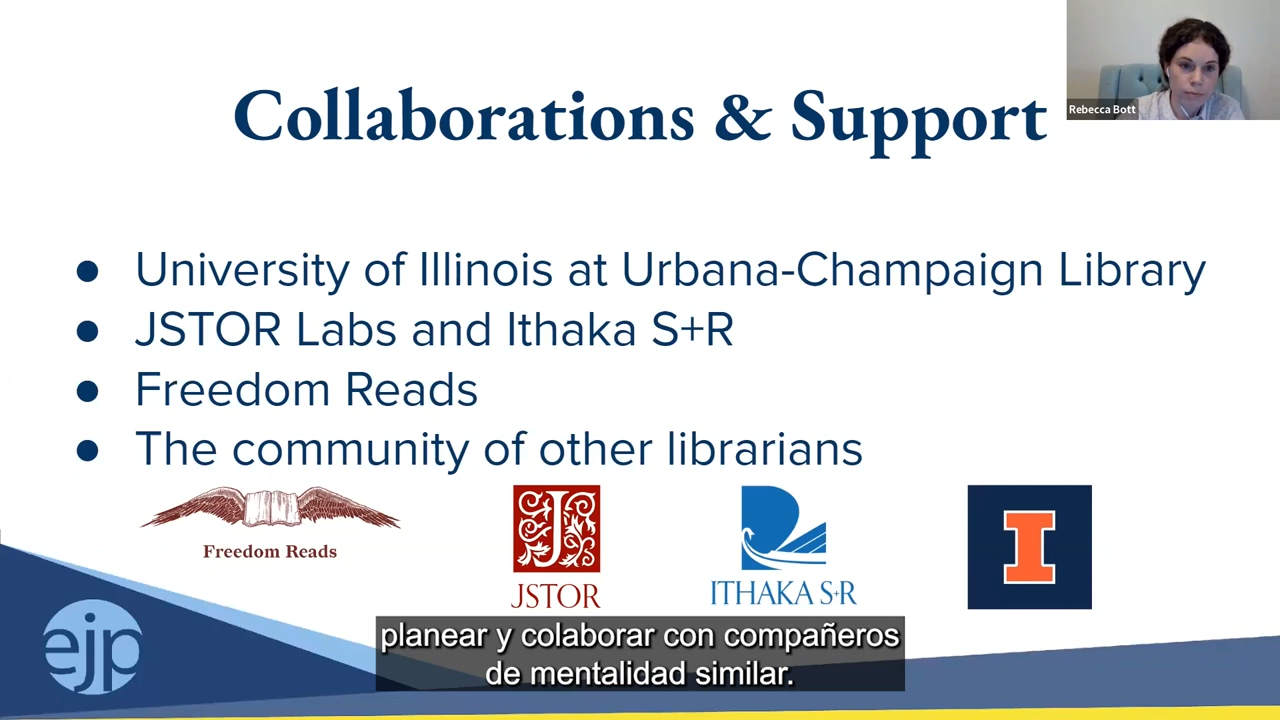 Collaborations & Support
Rebecca Bott
● University of Illinois at Urbana-Champaign Library
● JSTOR Labs and Ithaka S+R
● Freedom Reads
● The community of other librarians
Freedom Reads
J
JSTOR
ITHAKA S+R
I
ejp
planear y colaborar con compañeros
de mentalidad similar.